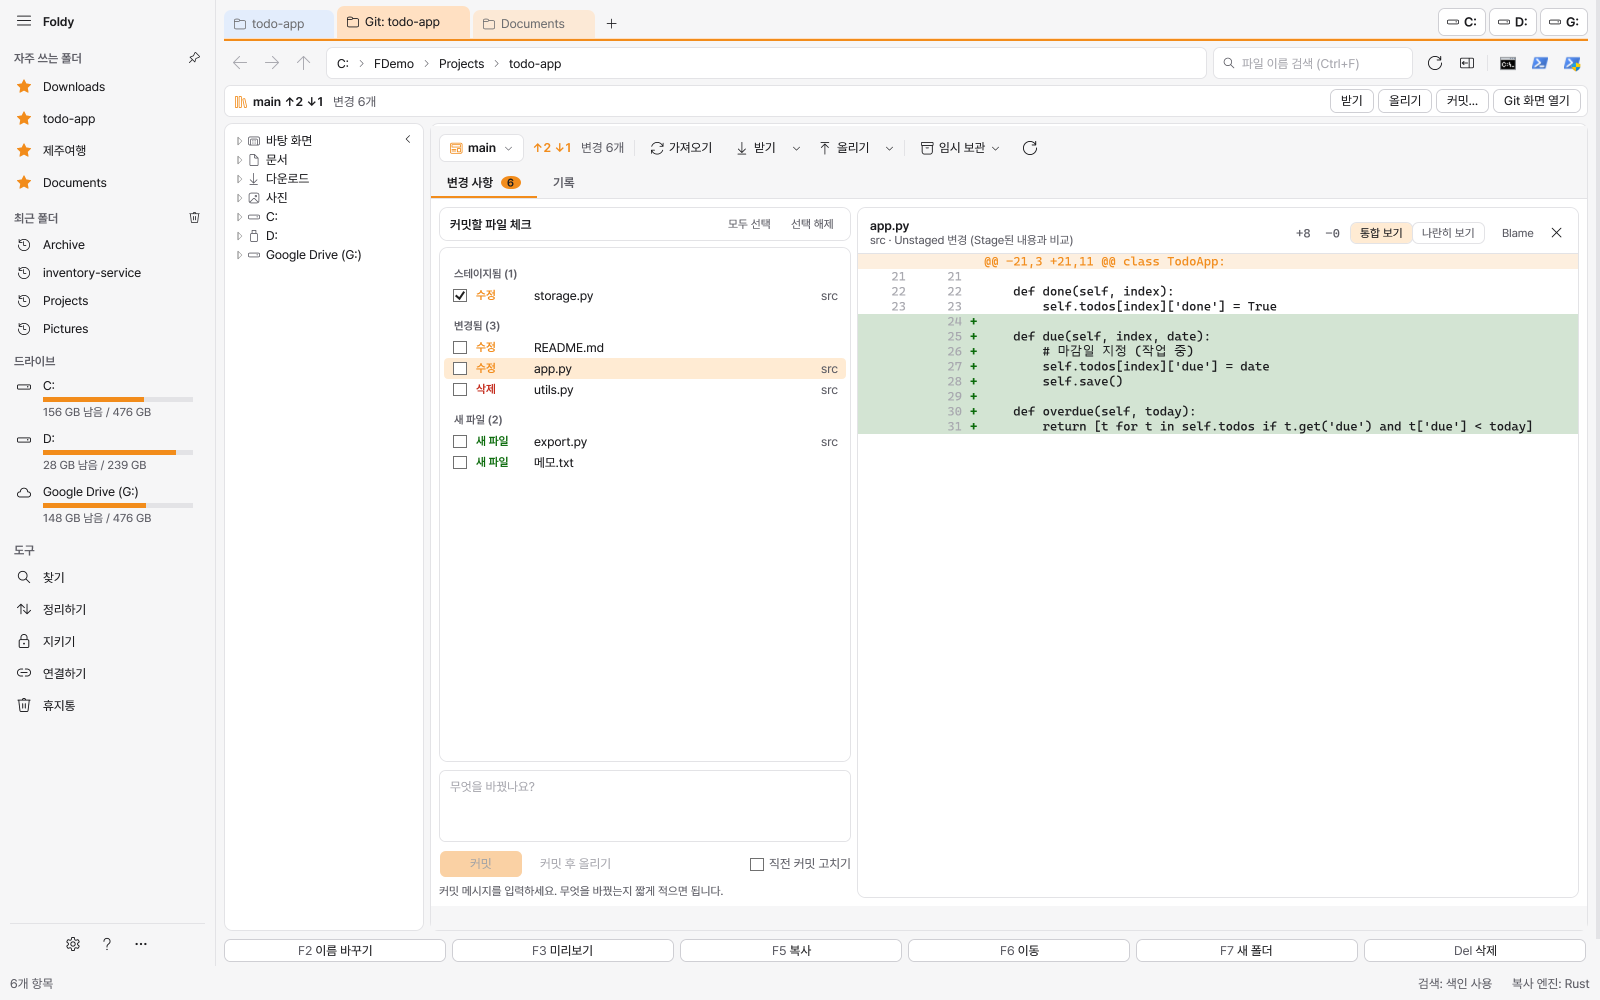 Foldy
자주 쓰는 폴더
Downloads
todo-app
제주여행
Documents
최근 폴더
Archive
inventory-service
Projects
Pictures
드라이브
C:
156 GB 남음 / 476 GB
D:
28 GB 남음 / 239 GB
Google Drive (G:)
148 GB 남음 / 476 GB
도구
찾기
정리하기
지키기
연결하기
휴지통
todo-app
Git: todo-app
Documents
C:
D:
G:
C: > FDemo > Projects > todo-app
파일 이름 검색 (Ctrl+F)
main ↑2 ↓1 변경 6개
받기
올리기
커밋...
Git 화면 열기
바탕 화면
문서
다운로드
사진
C:
D:
Google Drive (G:)
main
↑2 ↓1 변경 6개
가져오기
받기
올리기
임시 보관
변경 사항 6
기록
커밋할 파일 체크
모두 선택
선택 해제
스테이지됨 (1)
수정 storage.py src
변경됨 (3)
수정 README.md
수정 app.py src
삭제 utils.py src
새 파일 (2)
새 파일 export.py src
새 파일 메모.txt
무엇을 바꿨나요?
커밋
커밋 후 올리기
직전 커밋 고치기
커밋 메시지를 입력하세요. 무엇을 바꿨는지 짧게 적으면 됩니다.
app.py
src · Unstaged 변경 (Stage된 내용과 비교)
+8 −0
통합 보기
나란히 보기
Blame
@@ −21,3 +21,11 @@ class TodoApp:
21 21
22 22 def done(self, index):
23 23 self.todos[index]['done'] = True
24 +
25 + def due(self, index, date):
26 + # 마감일 지정 (작업 중)
27 + self.todos[index]['due'] = date
28 + self.save()
29 +
30 + def overdue(self, today):
31 + return [t for t in self.todos if t.get('due') and t['due'] < today]
F2 이름 바꾸기
F3 미리보기
F5 복사
F6 이동
F7 새 폴더
Del 삭제
6개 항목
검색: 색인 사용
복사 엔진: Rust